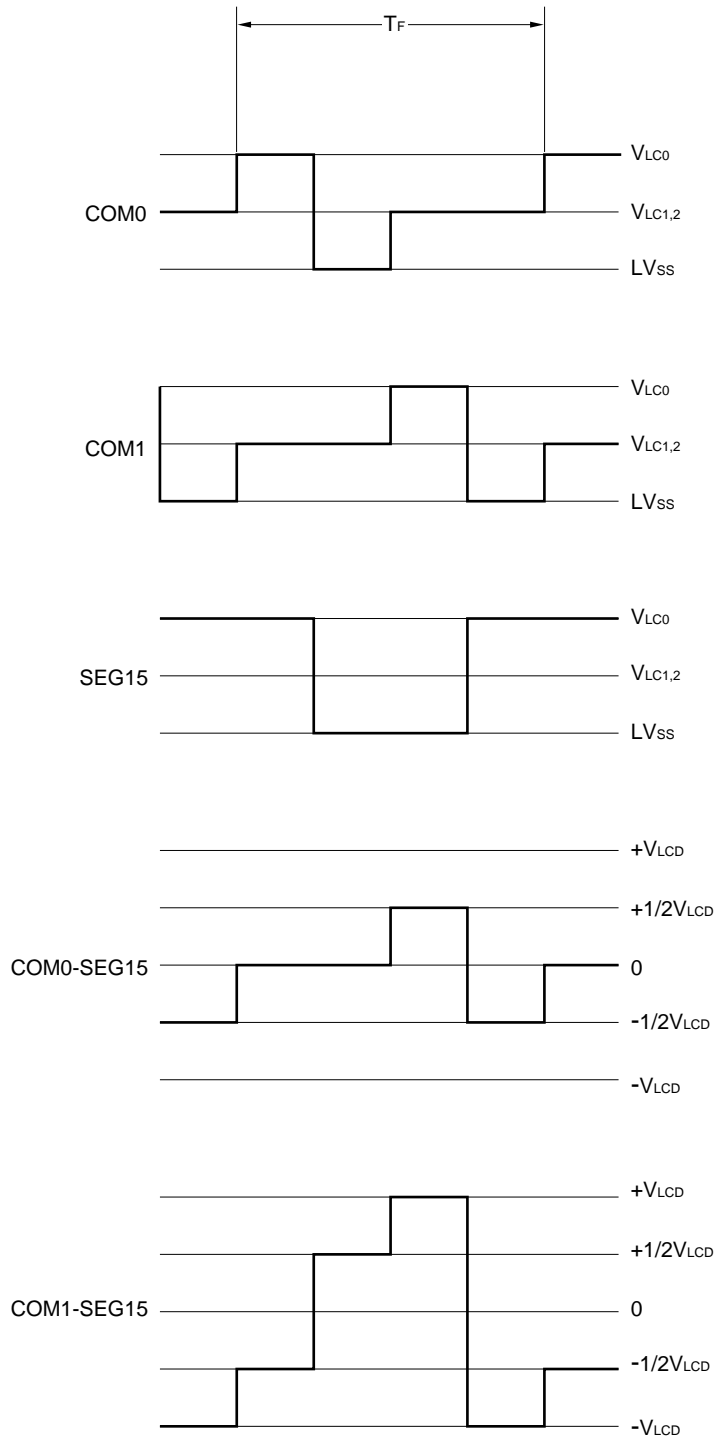 TF
VLC0
COM0
VLC1,2
LVSS
VLC0
COM1
VLC1,2
LVSS
VLC0
SEG15
VLC1,2
LVSS
+VLCD
+1/2VLCD
COM0-SEG15
0
-1/2VLCD
-VLCD
+VLCD
+1/2VLCD
COM1-SEG15
0
-1/2VLCD
-VLCD